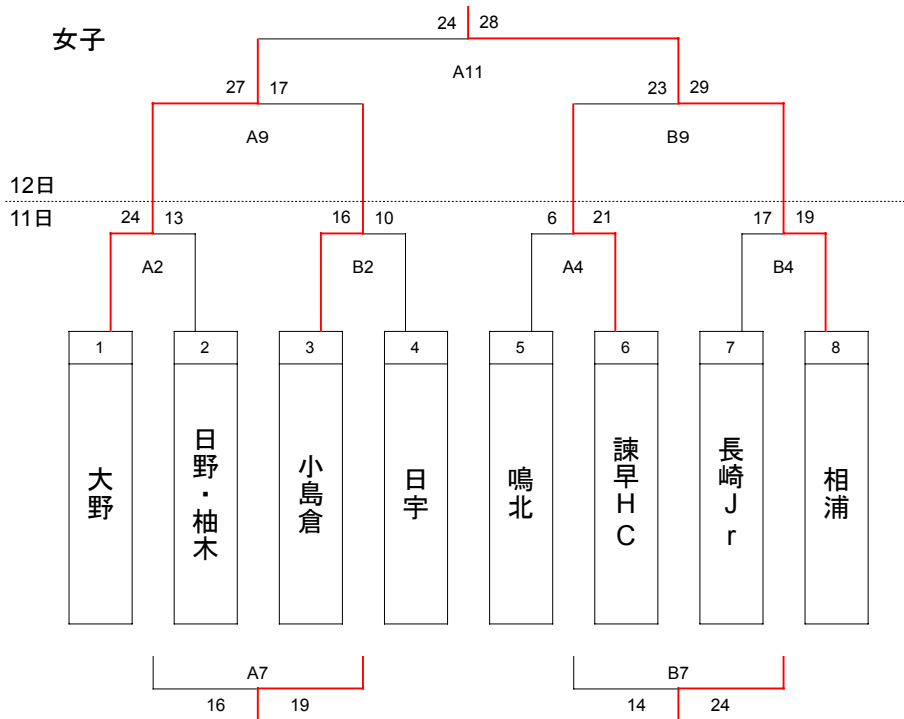 女子
24 28
A11
27 17
23 29
A9
B9
12日
11日
24 13
16 10
6 21
17 19
A2
B2
A4
B4
1 2 3 4 5 6 7 8
大野
日野・柚木
小島倉
日宇
鳴北
諫早HC
長崎Jr
相浦
A7
B7
16 19
14 24